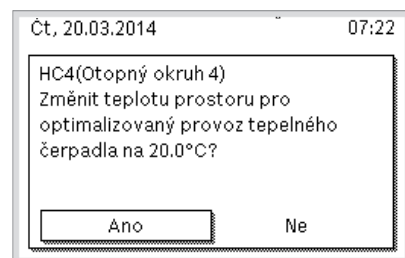 Čt, 20.03.2014 07:22
HC4(Otopný okruh 4)
Změnit teplotu prostoru pro
optimalizovaný provoz tepelného
čerpadla na 20.0°C?
Ano Ne